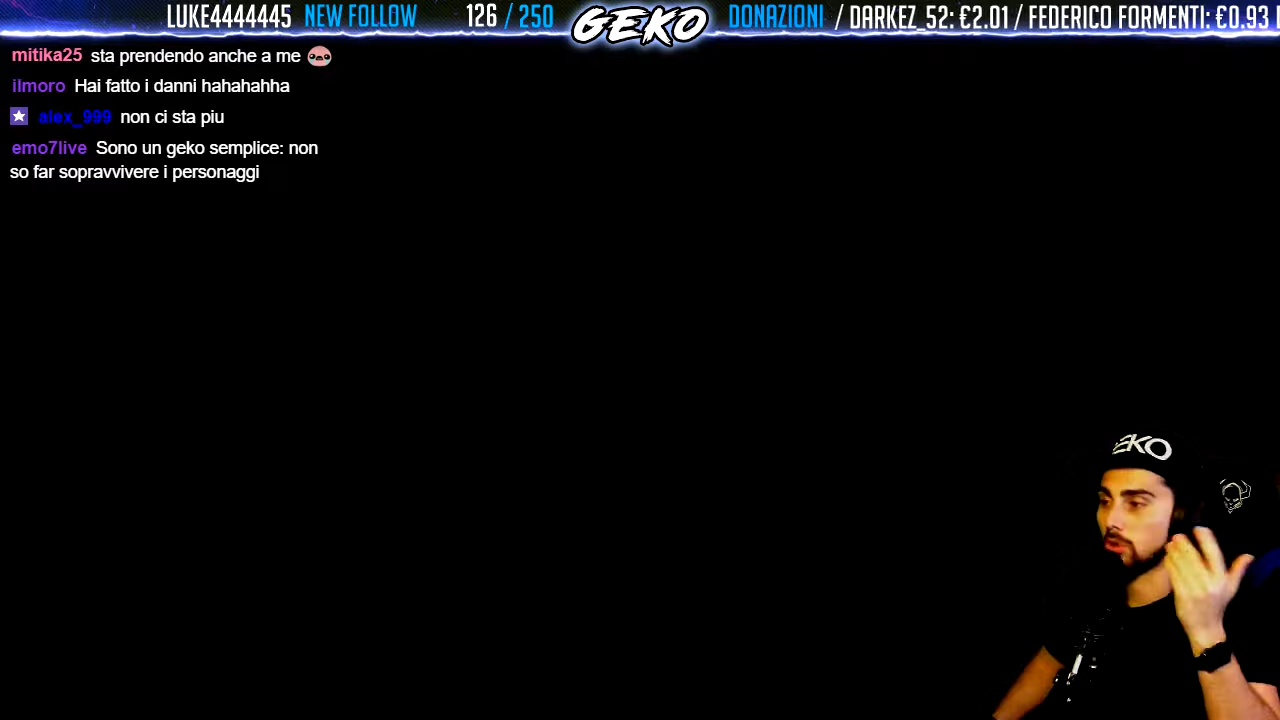 LUKE4444445 NEW FOLLOW 126 / 250 GEKO DONAZIONI / DARKEZ_52: €2.01 / FEDERICO FORMENTI: €0.93
mitika25 sta prendendo anche a me
ilmoro Hai fatto i danni hahahahha
alex_999 non ci sta piu
emo7live Sono un geko semplice: non
so far sopravvivere i personaggi
EKO